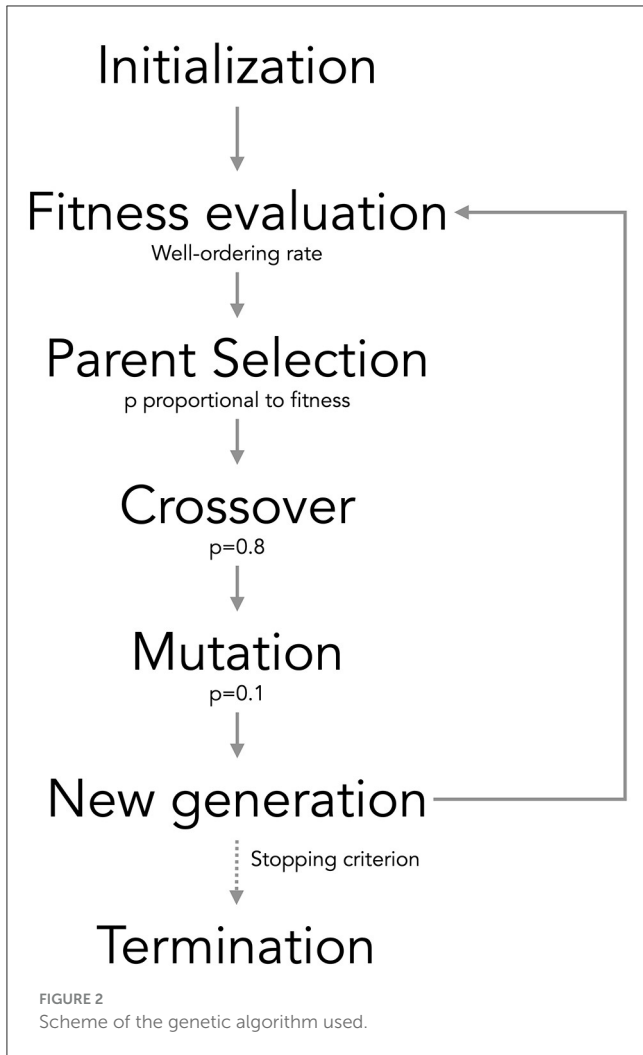 Initialization
Fitness evaluation
Well-ordering rate
Parent Selection
p proportional to fitness
Crossover
p=0.8
Mutation
p=0.1
New generation
Stopping criterion
Termination
FIGURE 2
Scheme of the genetic algorithm used.